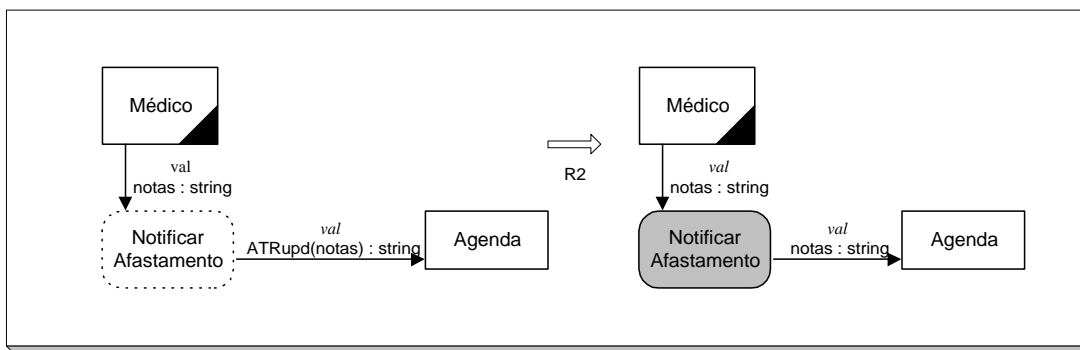 Médico
val
notas : string
Notificar
Afastamento
val
ATRupd(notas) : string
Agenda
R2
Médico
val
notas : string
Notificar
Afastamento
val
notas : string
Agenda